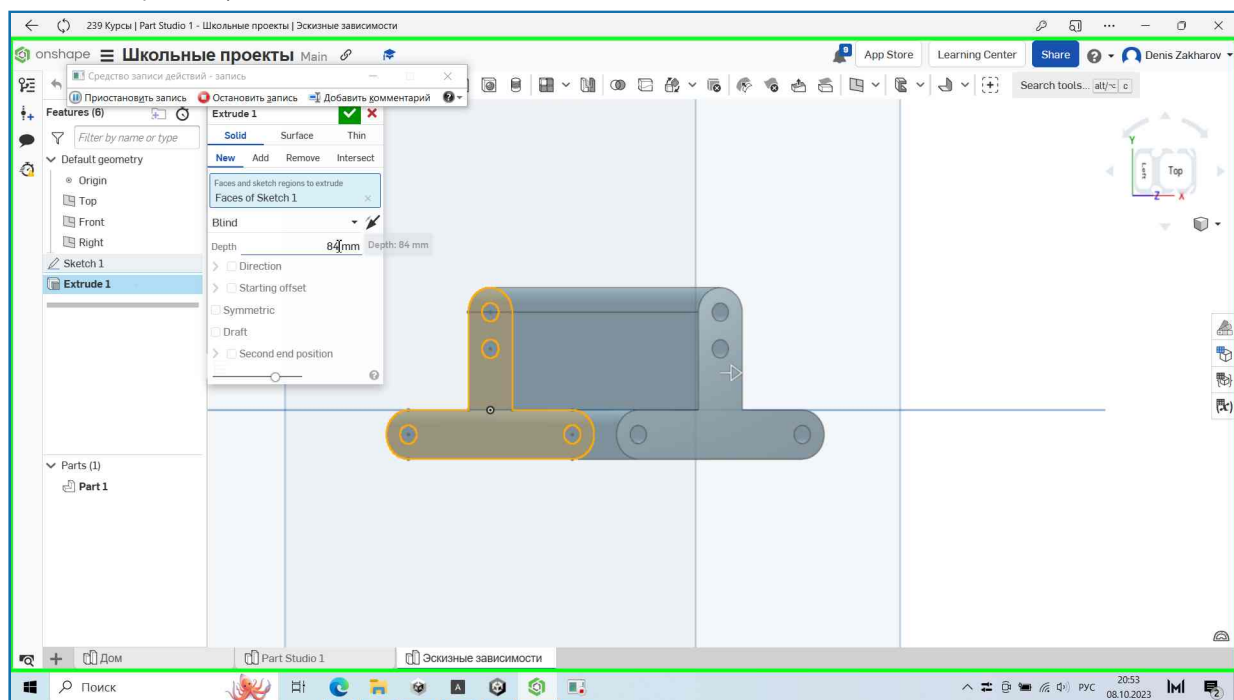 239 Курсы | Part Studio 1 - Школьные проекты | Эскизные зависимости
onshape Школьные проекты Main App Store Learning Center Share Denis Zakharov
9
Средство записи действий - запись
Приостановить запись Остановить запись Добавить комментарий
Search tools... alt/⌥ c
Features (6)
Filter by name or type
Default geometry
Origin
Top
Front
Right
Sketch 1
Extrude 1
Extrude 1
Solid Surface Thin
New Add Remove Intersect
Faces and sketch regions to extrude
Faces of Sketch 1
Blind
Depth 84 mm Depth: 84 mm
Direction
Starting offset
Symmetric
Draft
Second end position
Y
Left Top
Z X
Parts (1)
Part 1
Дом Part Studio 1 Эскизные зависимости
Поиск
РУС 20:53
08.10.2023
2